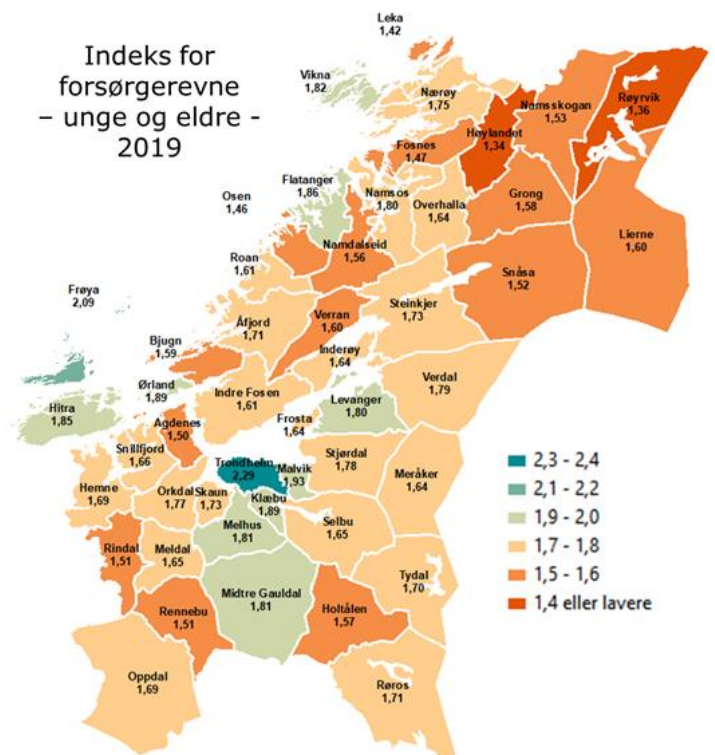 Indeks for
forsørgerevne
– unge og eldre -
2019
Leka
1,42
Vikna
1,82
Nærøy
1,75
Namsskogan
1,53
Røyrvik
1,36
Høylandet
1,34
Fosnes
1,47
Flatanger
1,86
Namsos
1,80
Overhalla
1,64
Grong
1,58
Lierne
1,60
Osen
1,46
Namdalseid
1,56
Snåsa
1,52
Roan
1,61
Frøya
2,09
Steinkjer
1,73
Verran
1,60
Åfjord
1,71
Bjugn
1,59
Inderøy
1,64
Verdal
1,79
Ørland
1,89
Indre Fosen
1,61
Levanger
1,80
Hitra
1,85
Agdenes
1,50
Frosta
1,64
Snillfjord
1,66
Trondheim
2,29
Malvik
1,93
Stjørdal
1,78
Meråker
1,64
Hemne
1,69
Orkdal
1,77
Skaun
1,73
Klæbu
1,89
Melhus
1,81
Selbu
1,65
Rindal
1,51
Meldal
1,65
Tydal
1,70
Midtre Gauldal
1,81
Rennebu
1,51
Holtålen
1,57
Oppdal
1,69
Røros
1,71
2,3 - 2,4
2,1 - 2,2
1,9 - 2,0
1,7 - 1,8
1,5 - 1,6
1,4 eller lavere